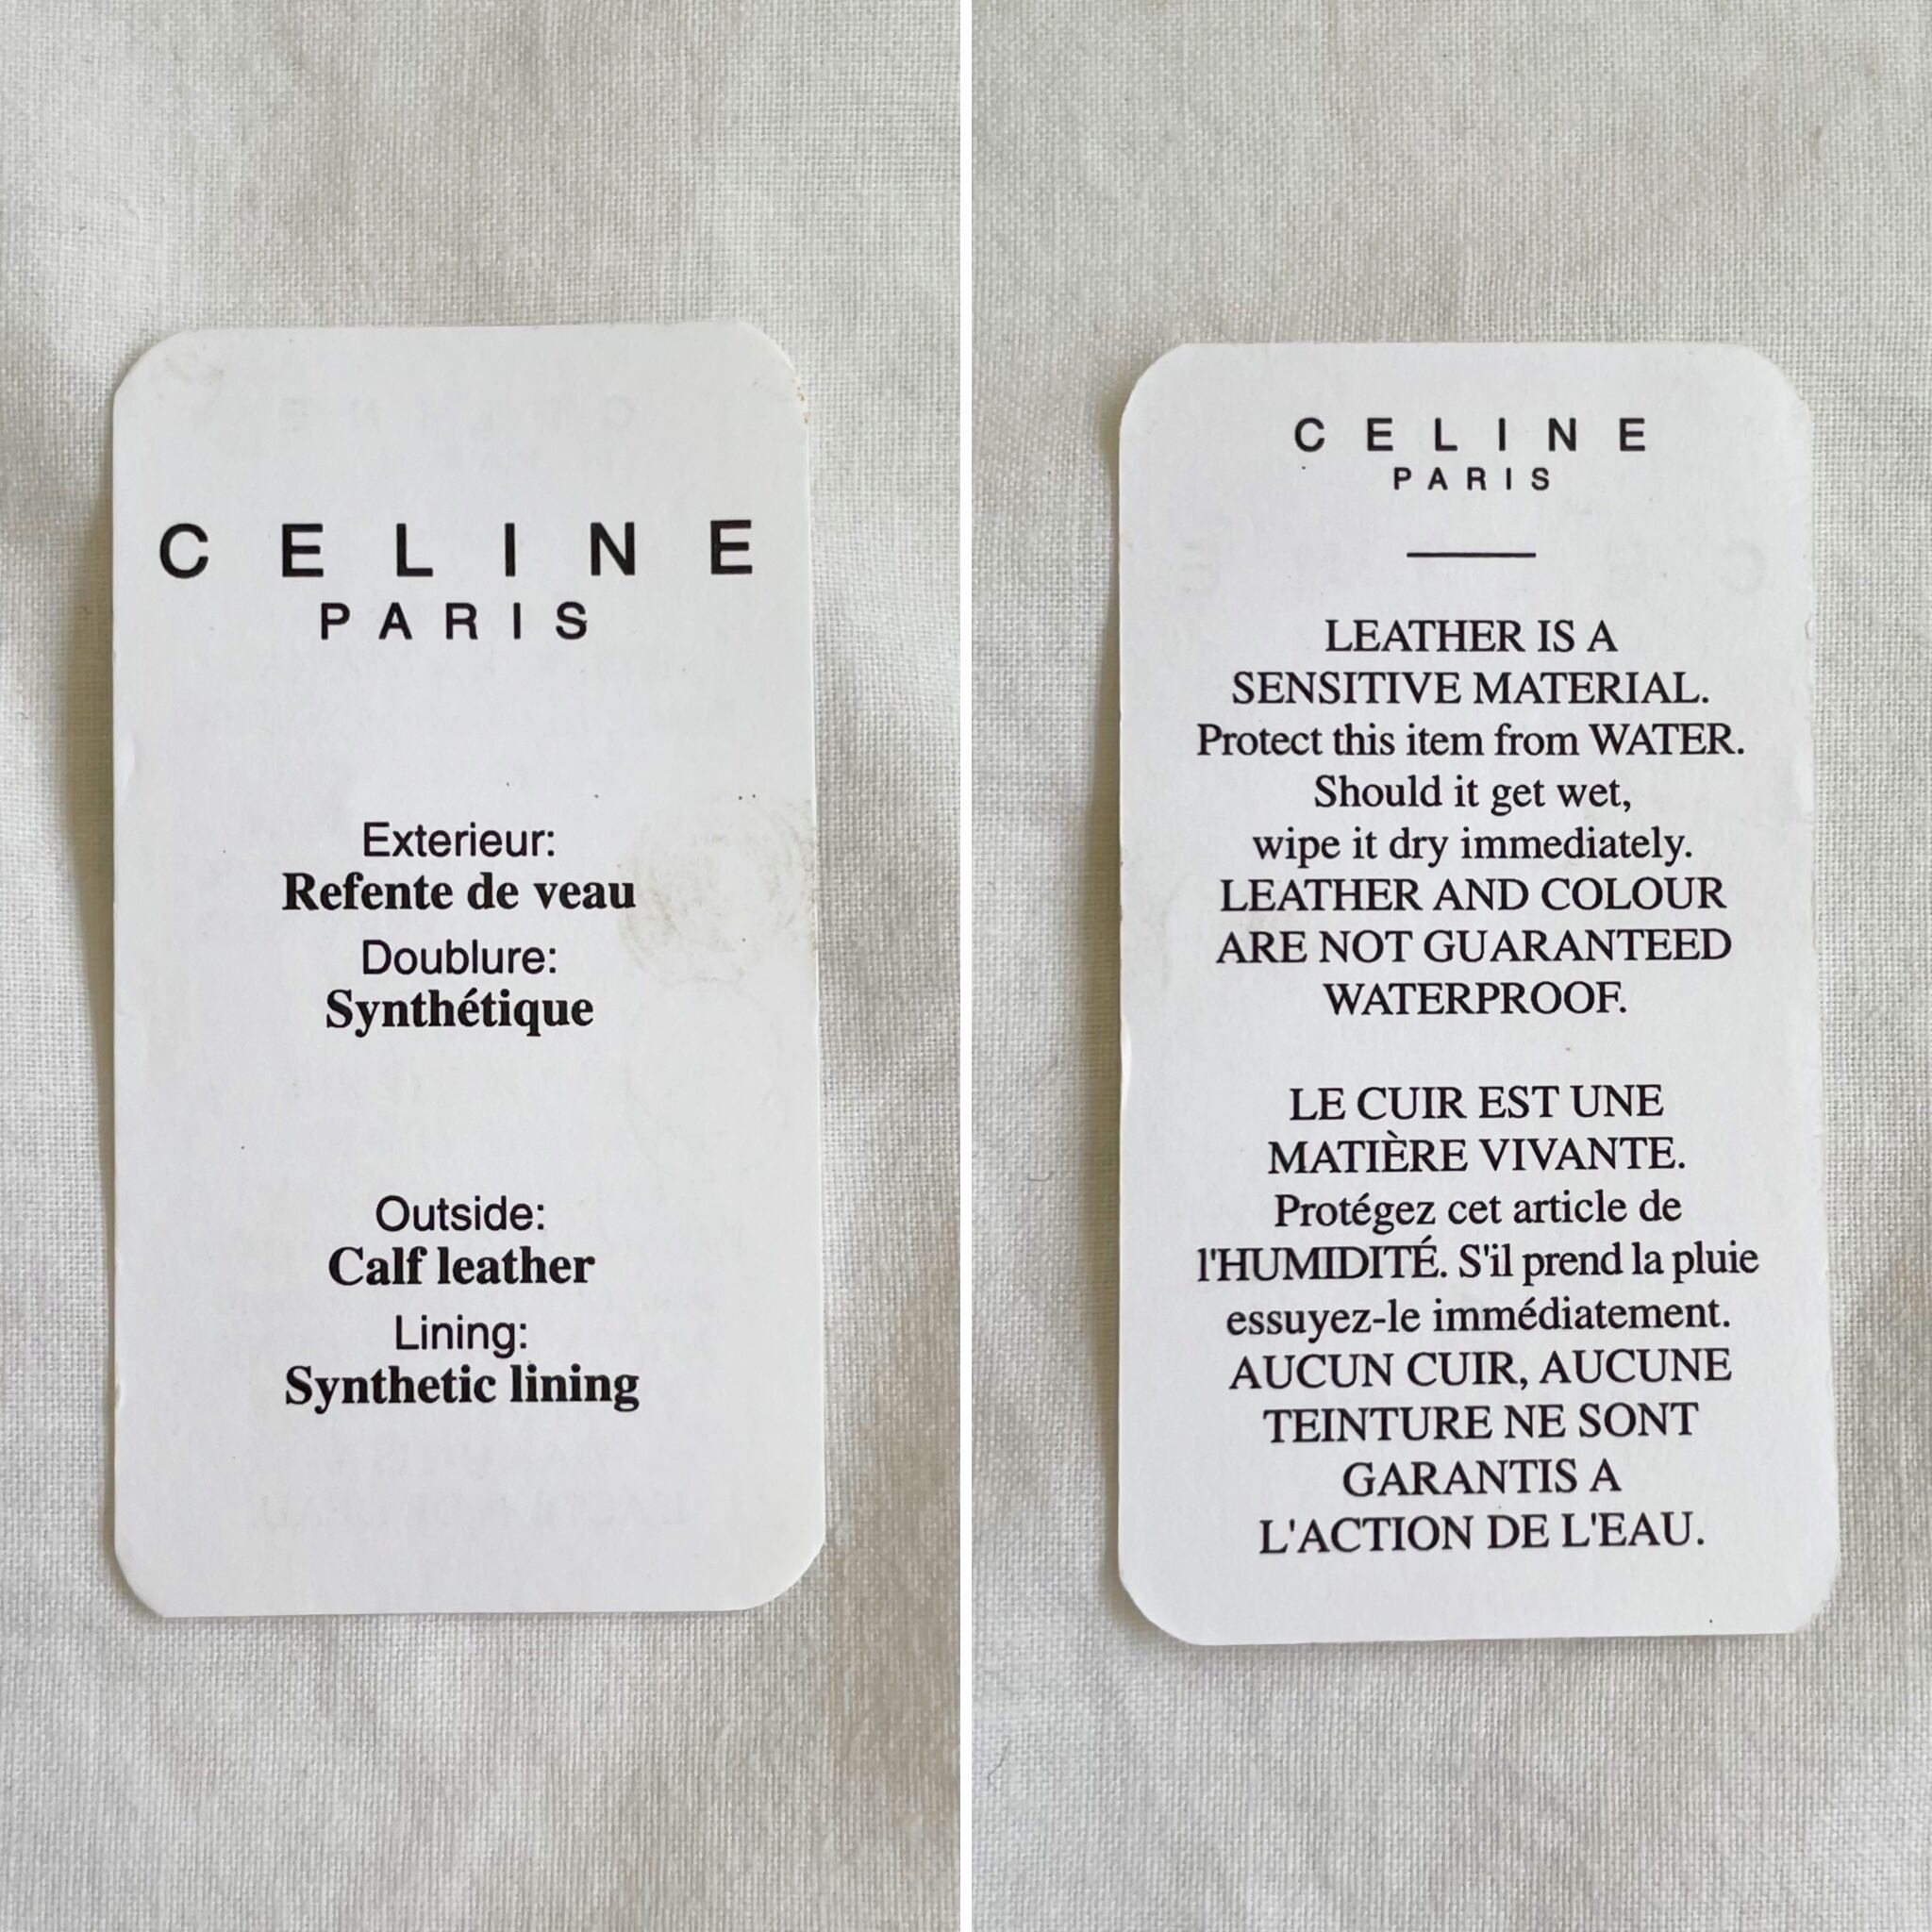 CELINE
PARIS
Exterieur:
Refente de veau
Doublure:
Synthétique
Outside:
Calf leather
Lining:
Synthetic lining
CELINE
PARIS
LEATHER IS A
SENSITIVE MATERIAL.
Protect this item from WATER.
Should it get wet,
wipe it dry immediately.
LEATHER AND COLOUR
ARE NOT GUARANTEED
WATERPROOF.
LE CUIR EST UNE
MATIÈRE VIVANTE.
Protégez cet article de
l'HUMIDITÉ. S'il prend la pluie
essuyez-le immédiatement.
AUCUN CUIR, AUCUNE
TEINTURE NE SONT
GARANTIS A
L'ACTION DE L'EAU.